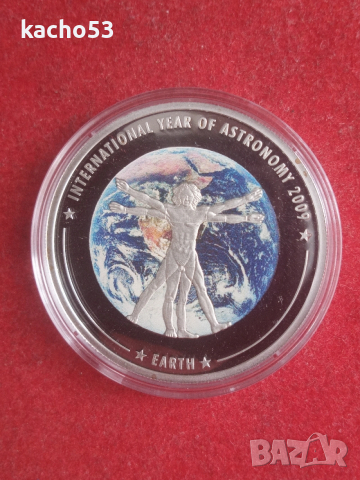 kacho53
★ INTERNATIONAL YEAR OF ASTRONOMY 2009 ★
★ EARTH ★
BAZAR